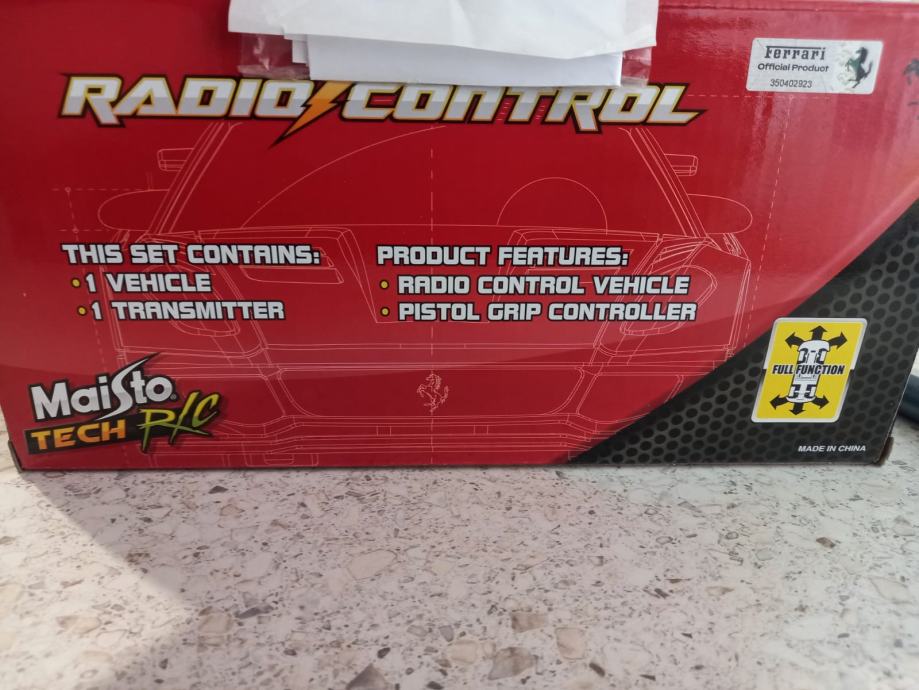 Ferrari
Official Product
350402923
RADIO CONTROL
THIS SET CONTAINS:
• 1 VEHICLE
• 1 TRANSMITTER
PRODUCT FEATURES:
• RADIO CONTROL VEHICLE
• PISTOL GRIP CONTROLLER
Maisto®
TECH R/C
FULL FUNCTION
MADE IN CHINA